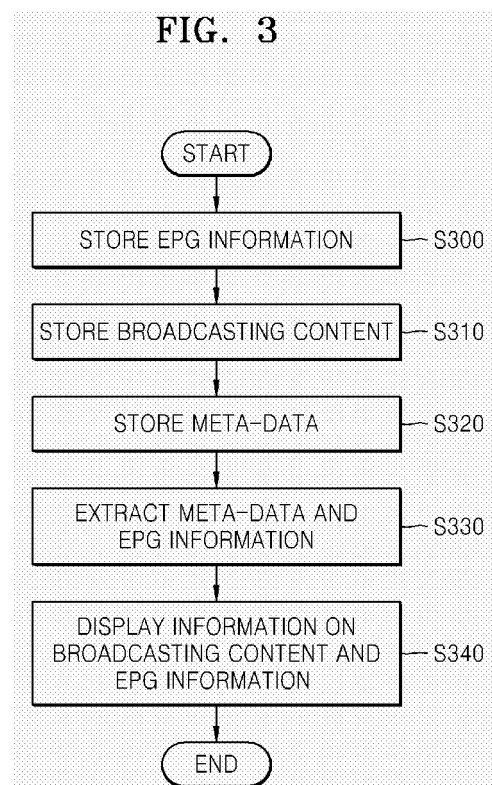 FIG. 3
START
STORE EPG INFORMATION
S300
STORE BROADCASTING CONTENT
S310
STORE META-DATA
S320
EXTRACT META-DATA AND
EPG INFORMATION
S330
DISPLAY INFORMATION ON
BROADCASTING CONTENT AND
EPG INFORMATION
S340
END